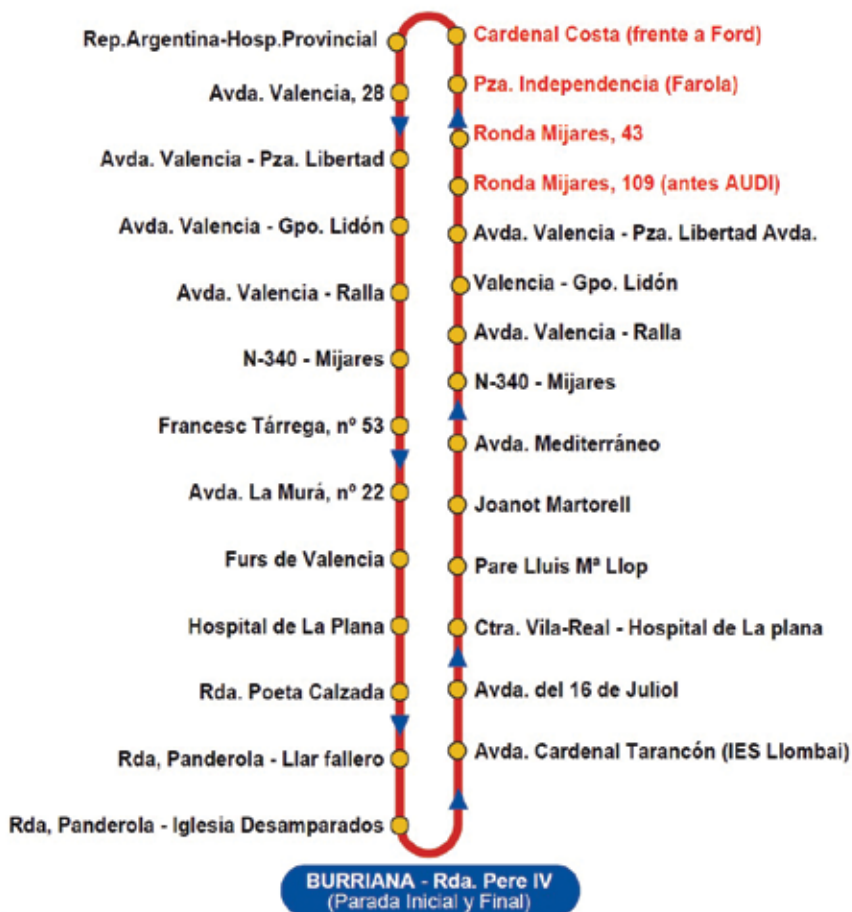 Rep.Argentina-Hosp.Provincial
Avda. Valencia, 28
Avda. Valencia - Pza. Libertad
Avda. Valencia - Gpo. Lidón
Avda. Valencia - Ralla
N-340 - Mijares
Francesc Tárrega, nº 53
Avda. La Murá, nº 22
Furs de Valencia
Hospital de La Plana
Rda. Poeta Calzada
Rda, Panderola - Llar fallero
Rda, Panderola - Iglesia Desamparados
Cardenal Costa (frente a Ford)
Pza. Independencia (Farola)
Ronda Mijares, 43
Ronda Mijares, 109 (antes AUDI)
Avda. Valencia - Pza. Libertad Avda.
Valencia - Gpo. Lidón
Avda. Valencia - Ralla
N-340 - Mijares
Avda. Mediterráneo
Joanot Martorell
Pare Lluis Mª Llop
Ctra. Vila-Real - Hospital de La plana
Avda. del 16 de Juliol
Avda. Cardenal Tarancón (IES Llombai)
BURRIANA - Rda. Pere IV
(Parada Inicial y Final)